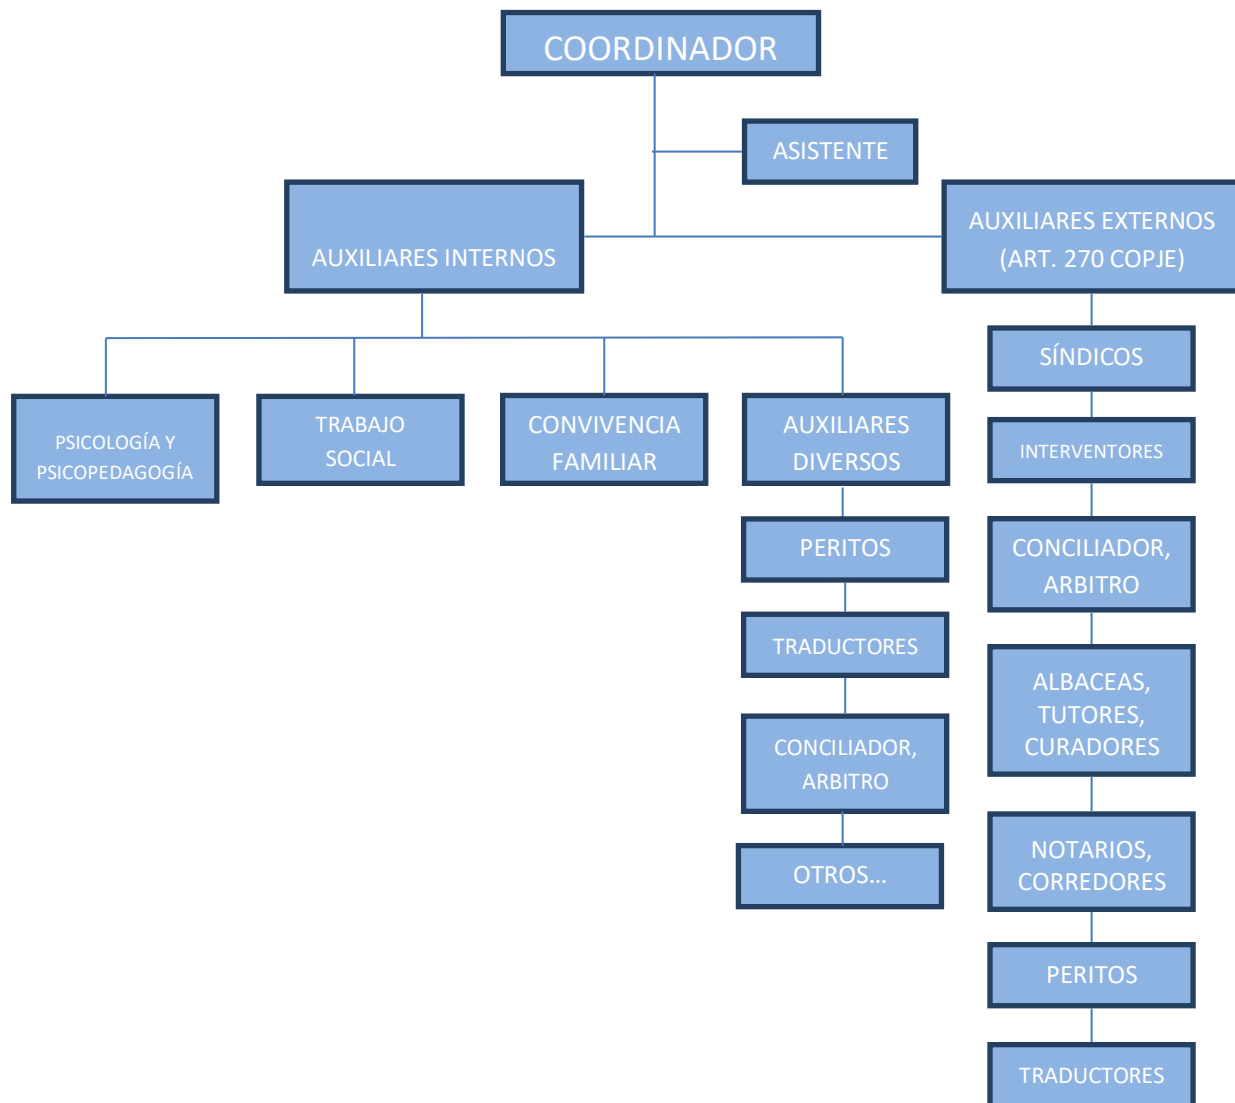 COORDINADOR
ASISTENTE
AUXILIARES INTERNOS
AUXILIARES EXTERNOS
(ART. 270 COPJE)
PSICOLOGÍA Y
PSICOPEDAGOGÍA
TRABAJO
SOCIAL
CONVIVENCIA
FAMILIAR
AUXILIARES
DIVERSOS
PERITOS
TRADUCTORES
CONCILIADOR,
ARBITRO
OTROS...
SÍNDICOS
INTERVENTORES
CONCILIADOR,
ARBITRO
ALBACEAS,
TUTORES,
CURADORES
NOTARIOS,
CORREDORES
PERITOS
TRADUCTORES